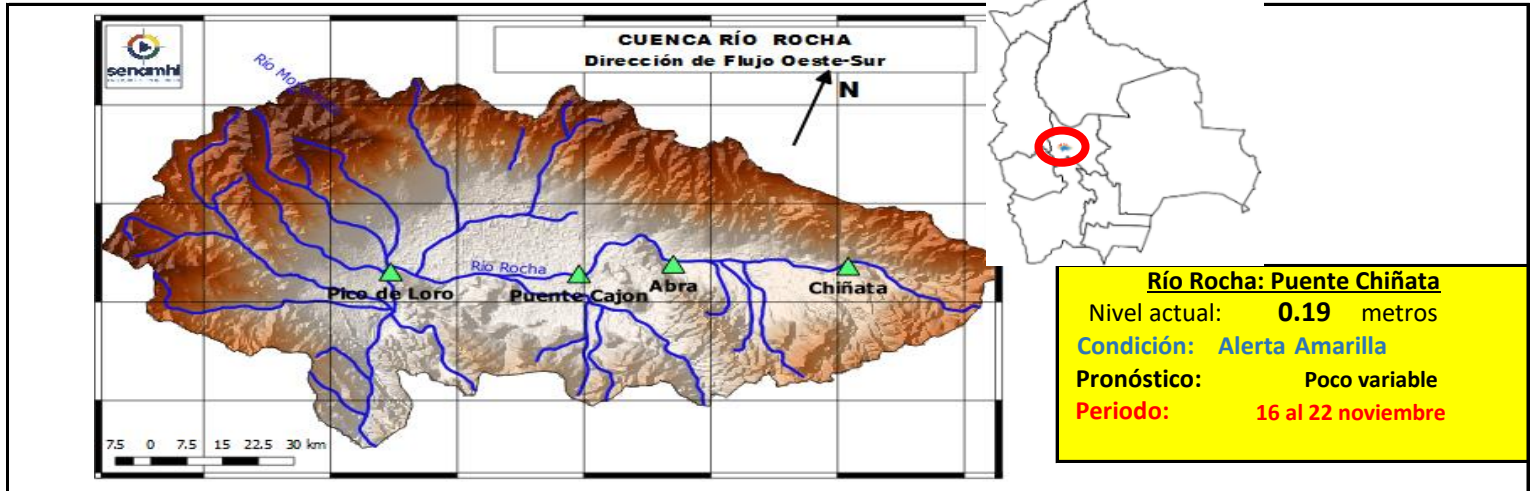 senamhi
CUENCA RÍO ROCHA
Dirección de Flujo Oeste-Sur
N
Río Rocha
Pico de Loro
Puente Cajon
Abra
Chiñata
7.5 0 7.5 15 22.5 30 km
Río Rocha: Puente Chiñata
Nivel actual: 0.19 metros
Condición: Alerta Amarilla
Pronóstico: Poco variable
Periodo: 16 al 22 noviembre